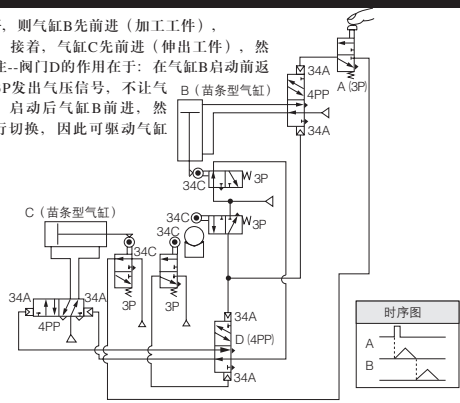 ，则气缸B先前进（加工工件），
接着，气缸C先前进（伸出工件），然
注--阀门D的作用在于：在气缸B启动前返
P发出气压信号，不让气
启动后气缸B前进，然
行切换，因此可驱动气缸
B（苗条型气缸）
34A
4PP
34A
A (3P)
34C
3P
34C
3P
C（苗条型气缸）
34C
34C
3P
3P
34A
34A
4PP
34A
D (4PP)
34A
时序图
A
B